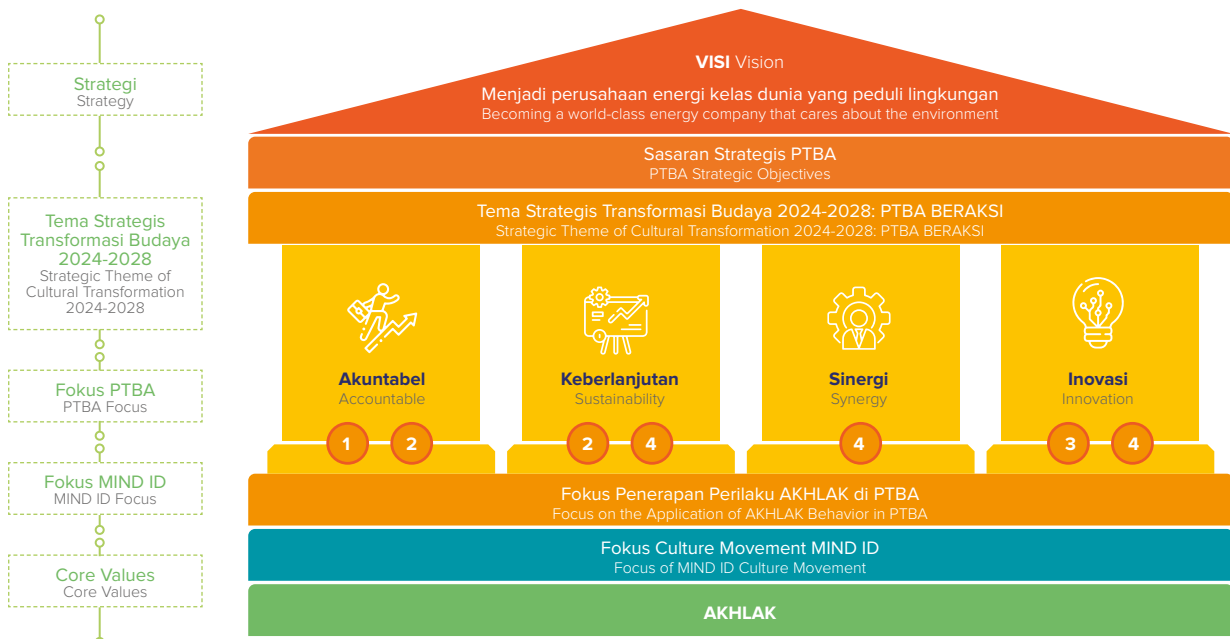 Strategi
Strategy
Tema Strategis
Transformasi Budaya
2024-2028
Strategic Theme of
Cultural Transformation
2024-2028
Fokus PTBA
PTBA Focus
Fokus MIND ID
MIND ID Focus
Core Values
Core Values
VISI Vision
Menjadi perusahaan energi kelas dunia yang peduli lingkungan
Becoming a world-class energy company that cares about the environment
Sasaran Strategis PTBA
PTBA Strategic Objectives
Tema Strategis Transformasi Budaya 2024-2028: PTBA BERAKSI
Strategic Theme of Cultural Transformation 2024-2028: PTBA BERAKSI
Akuntabel
Accountable
1 2
Keberlanjutan
Sustainability
2 4
Sinergi
Synergy
4
Inovasi
Innovation
3 4
Fokus Penerapan Perilaku AKHLAK di PTBA
Focus on the Application of AKHLAK Behavior in PTBA
Fokus Culture Movement MIND ID
Focus of MIND ID Culture Movement
AKHLAK